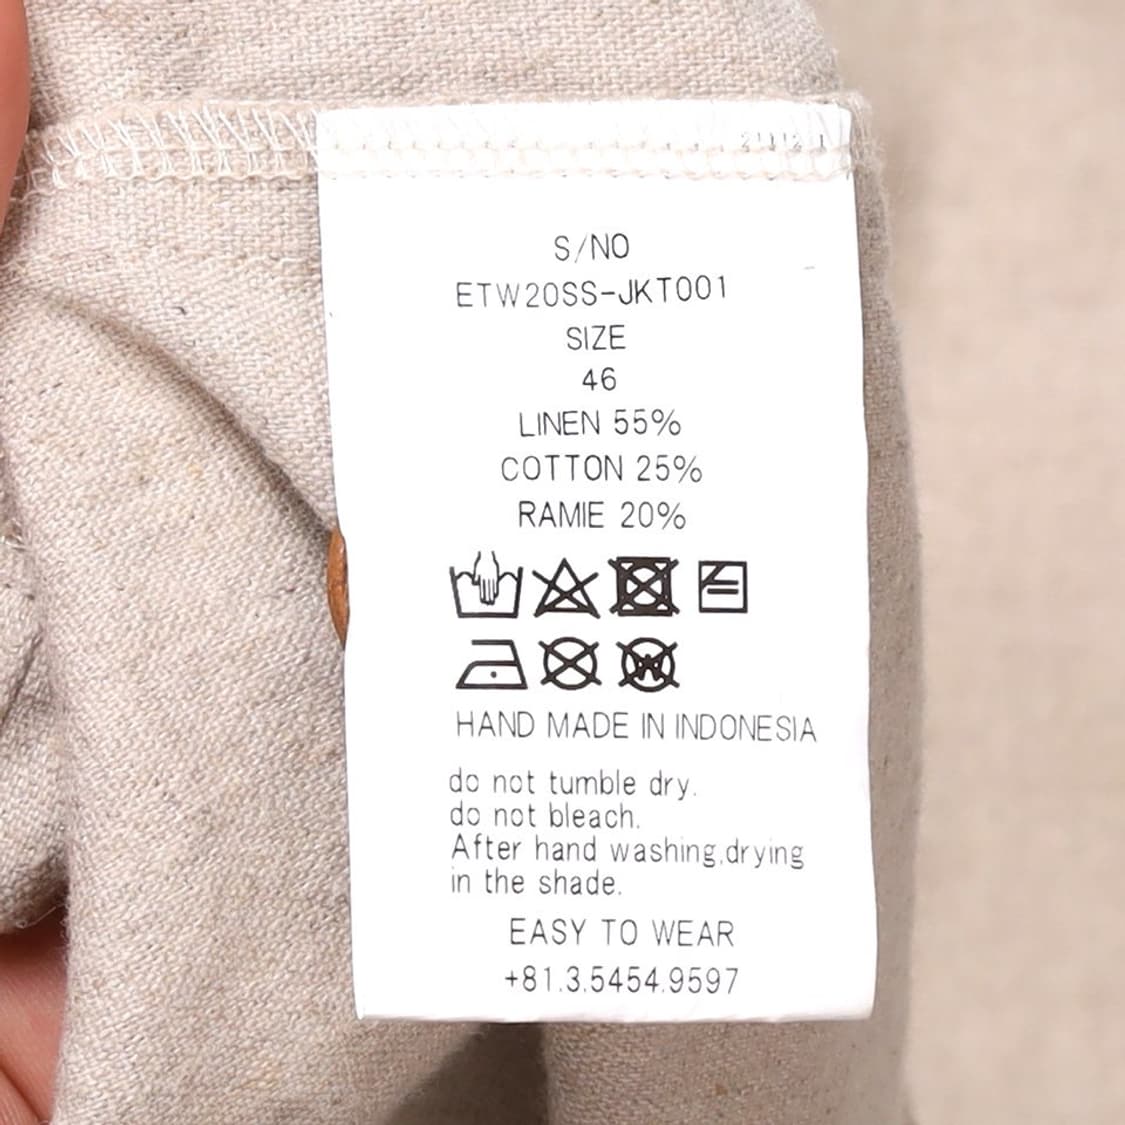 S/NO
ETW20SS-JKT001
SIZE
46
LINEN 55%
COTTON 25%
RAMIE 20%
W
HAND MADE IN INDONESIA
do not tumble dry.
do not bleach.
After hand washing,drying
in the shade.
EASY TO WEAR
+81.3.5454.9597